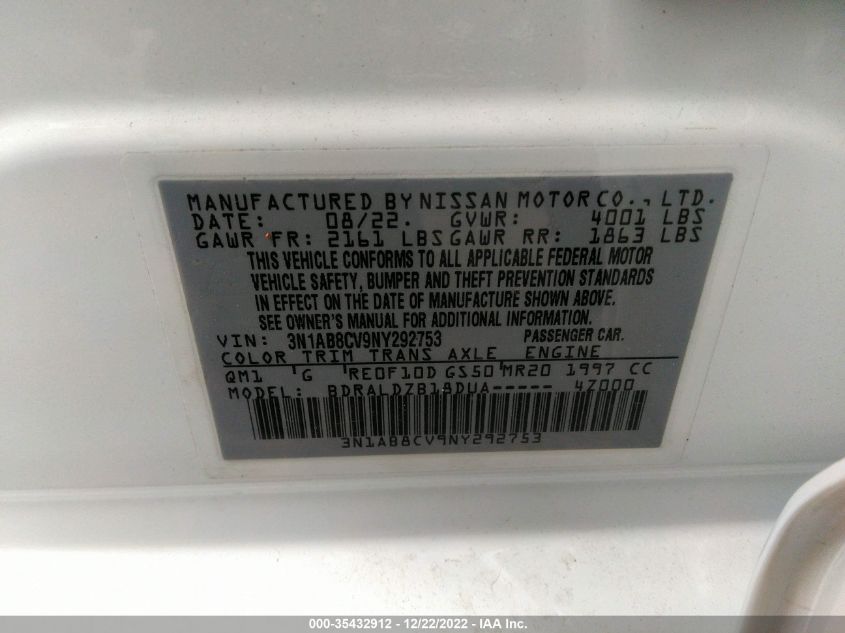 MANUFACTURED BY NISSAN MOTOR CO., LTD.
DATE: 08/22. GVWR: 4001 LBS
GAWR FR: 2161 LBS GAWR RR: 1863 LBS
THIS VEHICLE CONFORMS TO ALL APPLICABLE FEDERAL MOTOR
VEHICLE SAFETY, BUMPER AND THEFT PREVENTION STANDARDS
IN EFFECT ON THE DATE OF MANUFACTURE SHOWN ABOVE.
SEE OWNER'S MANUAL FOR ADDITIONAL INFORMATION.
VIN: 3N1AB8CV9NY292753 PASSENGER CAR.
COLOR TRIM TRANS AXLE ENGINE
QM1 'G 'RE0F10D GS50'MR20 1997 CC
MODEL: BDRALDZB18DUA----- 4Z000
3N1AB8CV9NY292753
000-35432912 - 12/22/2022 - IAA Inc.